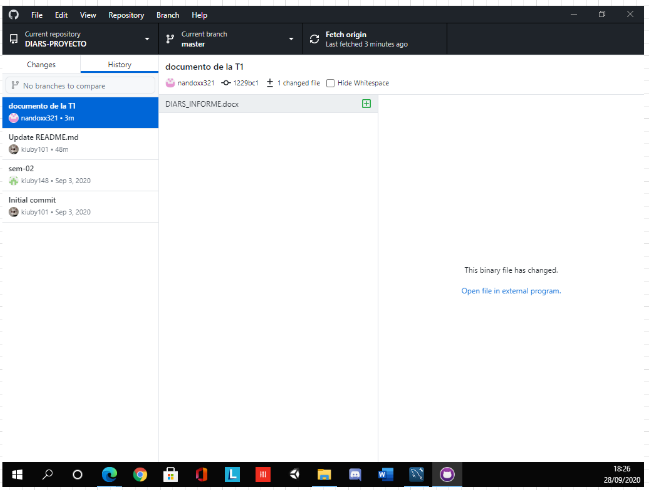 File Edit View Repository Branch Help
Current repository
DIARS-PROYECTO
Current branch
master
Fetch origin
Last fetched 3 minutes ago
Changes
History
No branches to compare
documento de la T1
nandoxx321 • 3m
Update README.md
kiuby101 • 48m
sem-02
kiuby148 • Sep 3, 2020
Initial commit
kiuby101 • Sep 3, 2020
documento de la T1
nandoxx321 1229bc1 1 changed file Hide Whitespace
DIARS_INFORME.docx
This binary file has changed.
Open file in external program.
18:26
28/09/2020